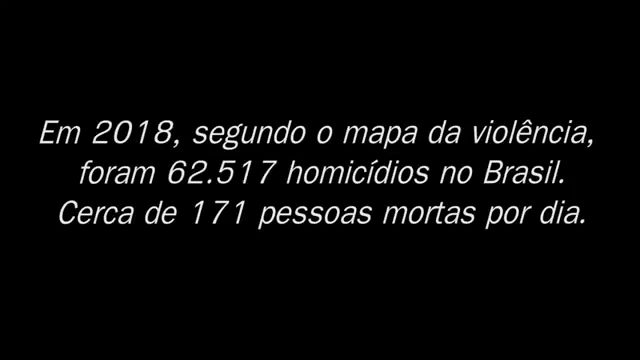 Em 2018, segundo o mapa da violência,
foram 62.517 homicídios no Brasil.
Cerca de 171 pessoas mortas por dia.